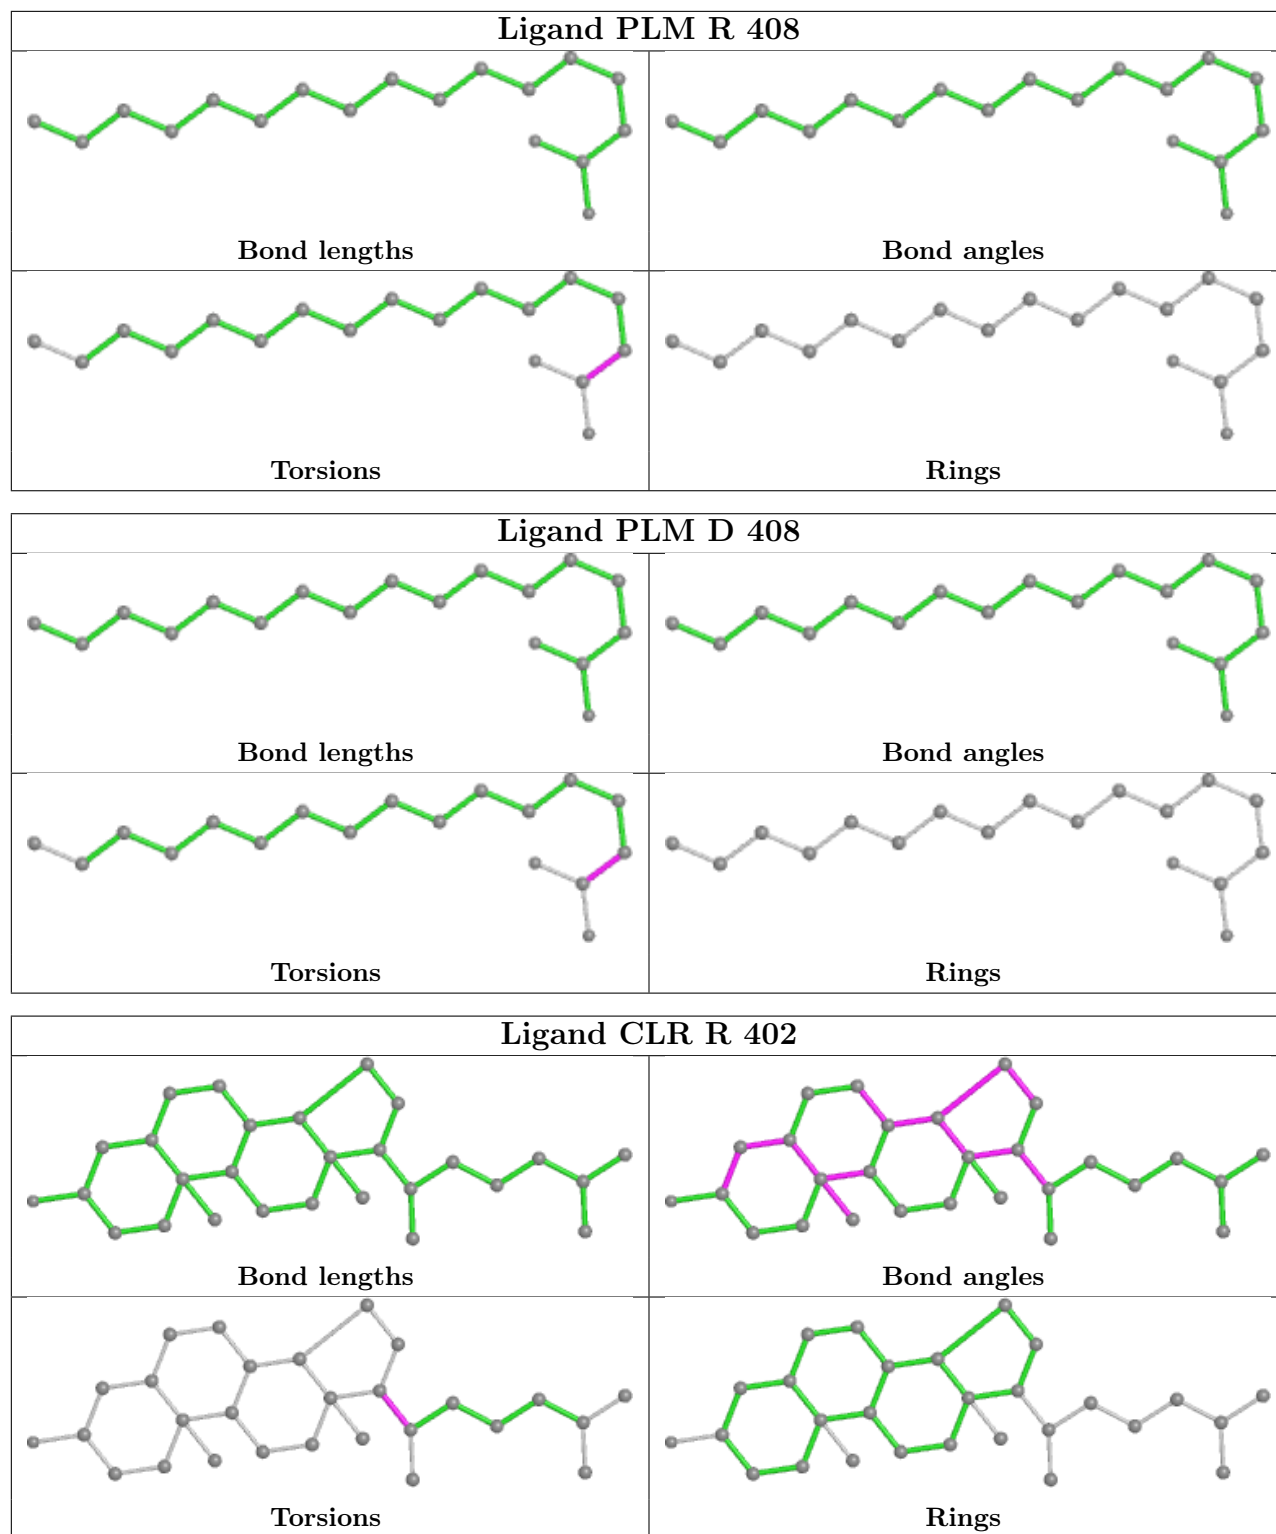 Ligand PLM R 408
Bond lengths
Bond angles
Torsions
Rings
Ligand PLM D 408
Bond lengths
Bond angles
Torsions
Rings
Ligand CLR R 402
Bond lengths
Bond angles
Torsions
Rings